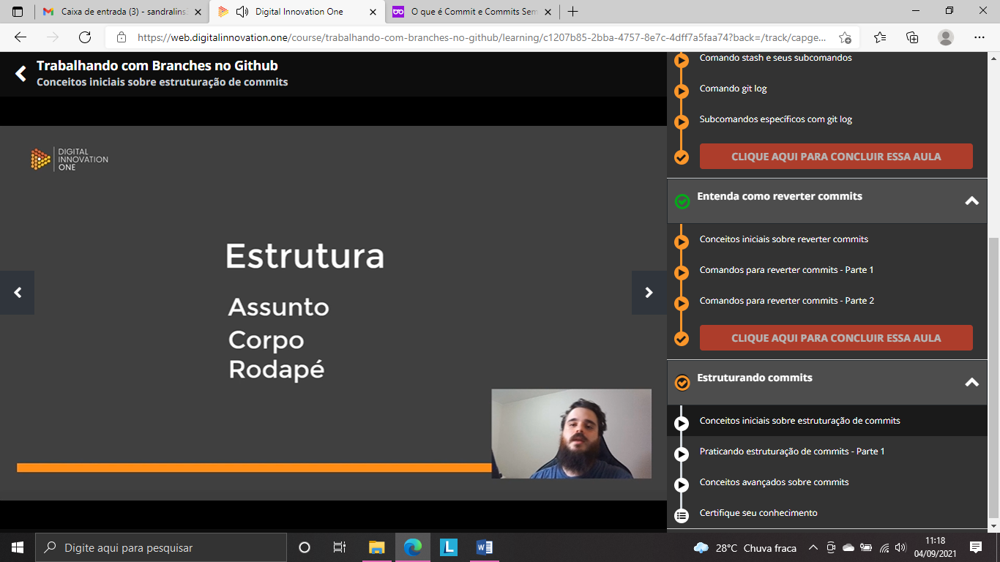 Caixa de entrada (3) - sandralins
Digital Innovation One
O que é Commit e Commits Sem
https://web.digitalinnovation.one/course/trabalhando-com-branches-no-github/learning/c1207b85-2bba-4757-8e7c-4dff7a5faa74?back=/track/capge...
Trabalhando com Branches no Github
Conceitos iniciais sobre estruturação de commits
DIGITAL
INNOVATION
ONE
Estrutura
Assunto
Corpo
Rodapé
Comando stash e seus subcomandos
Comando git log
Subcomandos específicos com git log
CLIQUE AQUI PARA CONCLUIR ESSA AULA
Entenda como reverter commits
Conceitos iniciais sobre reverter commits
Comandos para reverter commits - Parte 1
Comandos para reverter commits - Parte 2
CLIQUE AQUI PARA CONCLUIR ESSA AULA
Estruturando commits
Conceitos iniciais sobre estruturação de commits
Praticando estruturação de commits - Parte 1
Conceitos avançados sobre commits
Certifique seu conhecimento
Digite aqui para pesquisar
L
W
28°C Chuva fraca
11:18
04/09/2021